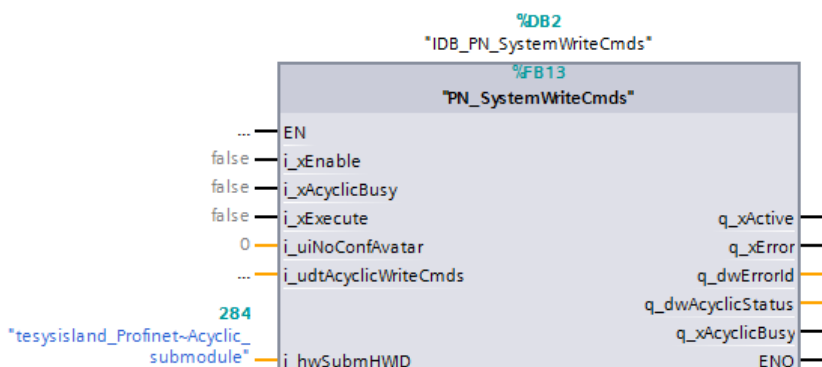 %DB2
"IDB_PN_SystemWriteCmds"
%FB13
"PN_SystemWriteCmds"
... EN
false i_xEnable
false i_xAcyclicBusy
false i_xExecute q_xActive
0 i_uiNoConfAvatar q_xError
... i_udtAcyclicWriteCmds q_dwErrorId
q_dwAcyclicStatus
284
"tesysisland_Profinet~Acyclic_
submodule" i_hwSubmHWID
q_xAcyclicBusy
ENO